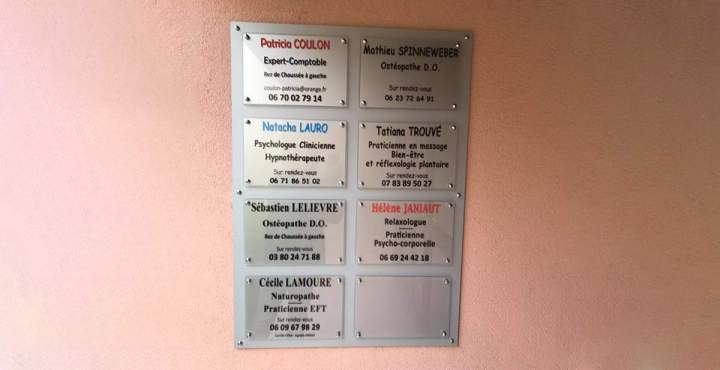 Patricia COULON
Expert-Comptable
Rez de Chaussée à gauche
coulon-patricia@orange.fr
06 70 02 79 14
Mathieu SPINNEWEBER
Ostéopathe D.O.
Sur rendez-vous
06 23 72 64 91
Natacha LAURO
Psychologue Clinicienne
Hypnothérapeute
Sur rendez-vous
06 71 86 51 02
Tatiana TROUVÉ
Praticienne en massage
Bien-être
et réflexologie plantaire
Sur rendez-vous
07 83 89 50 27
Sébastien LELIEVRE
Ostéopathe D.O.
Rez de Chaussée à gauche
Sur rendez-vous
03 80 24 71 88
Hélène JANIAUT
Relaxologue
Praticienne
Psycho-corporelle
06 69 24 42 18
Cécile LAMOURE
Naturopathe
Praticienne EFT
Sur rendez-vous
06 09 67 98 29